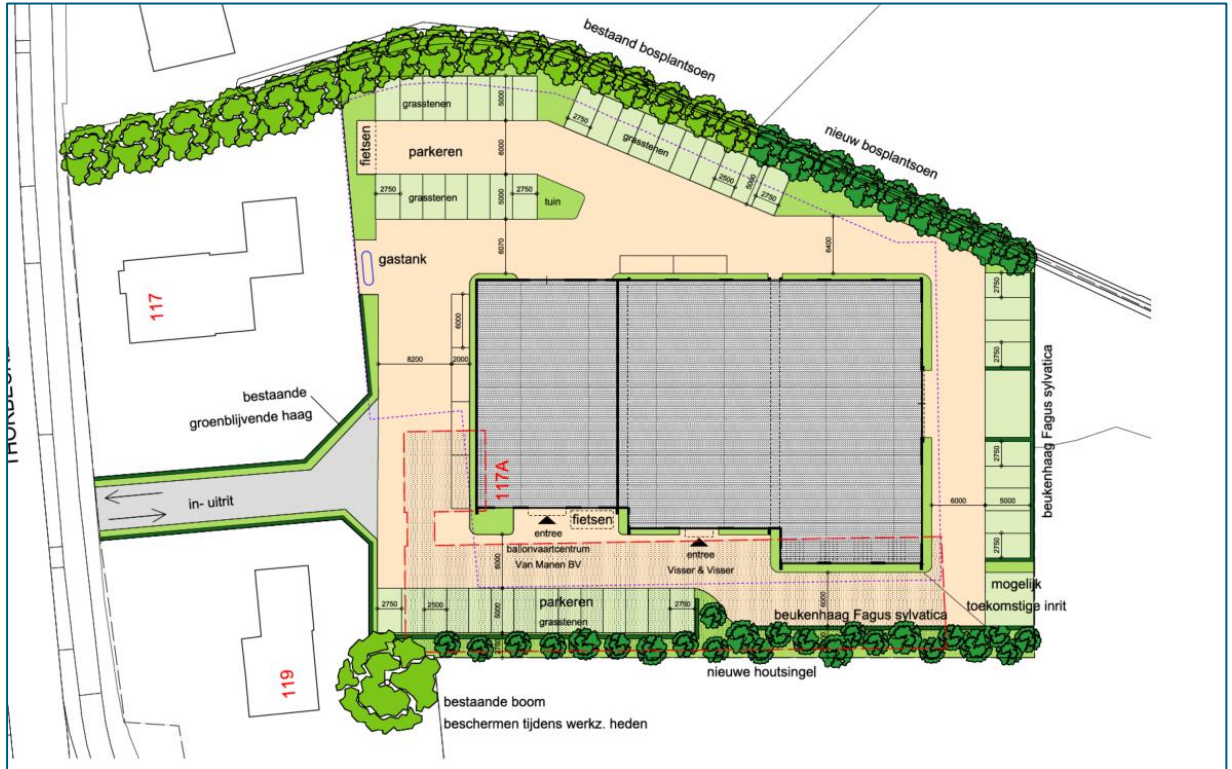 bestaand bosplantsoen
nieuw bosplantsoen
grasstenen
5000
2750
grasstenen
2500
5000
2750
fietsen
parkeren
6000
2750
grasstenen
5000
2750
tuin
6070
6400
gastank
117
6000
8200
2000
2750
2750
beukenhaag Fagus sylvatica
bestaande
groenblijvende haag
117A
2750
in- uitrit
6000
5000
fietsen
entree
ballonvaartcentrum
Van Manen BV
entree
Visser & Visser
6000
2750
mogelijk
toekomstige inrit
6000
beukenhaag Fagus sylvatica
2750
2500
5000
parkeren
grasstenen
2750
2750
nieuwe houtsingel
119
bestaande boom
beschermen tijdens werkz. heden